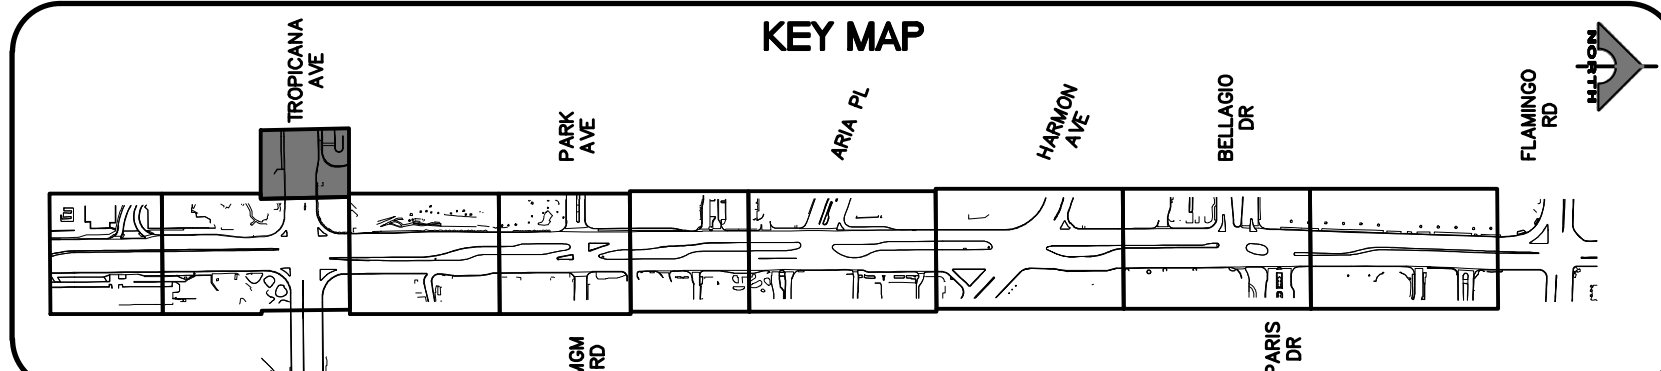 KEY MAP
NORTH
TROPICANA
AVE
PARK
AVE
ARIA PL
HARMON
AVE
BELLAGIO
DR
FLAMINGO
RD
MGM
RD
PARIS
DR